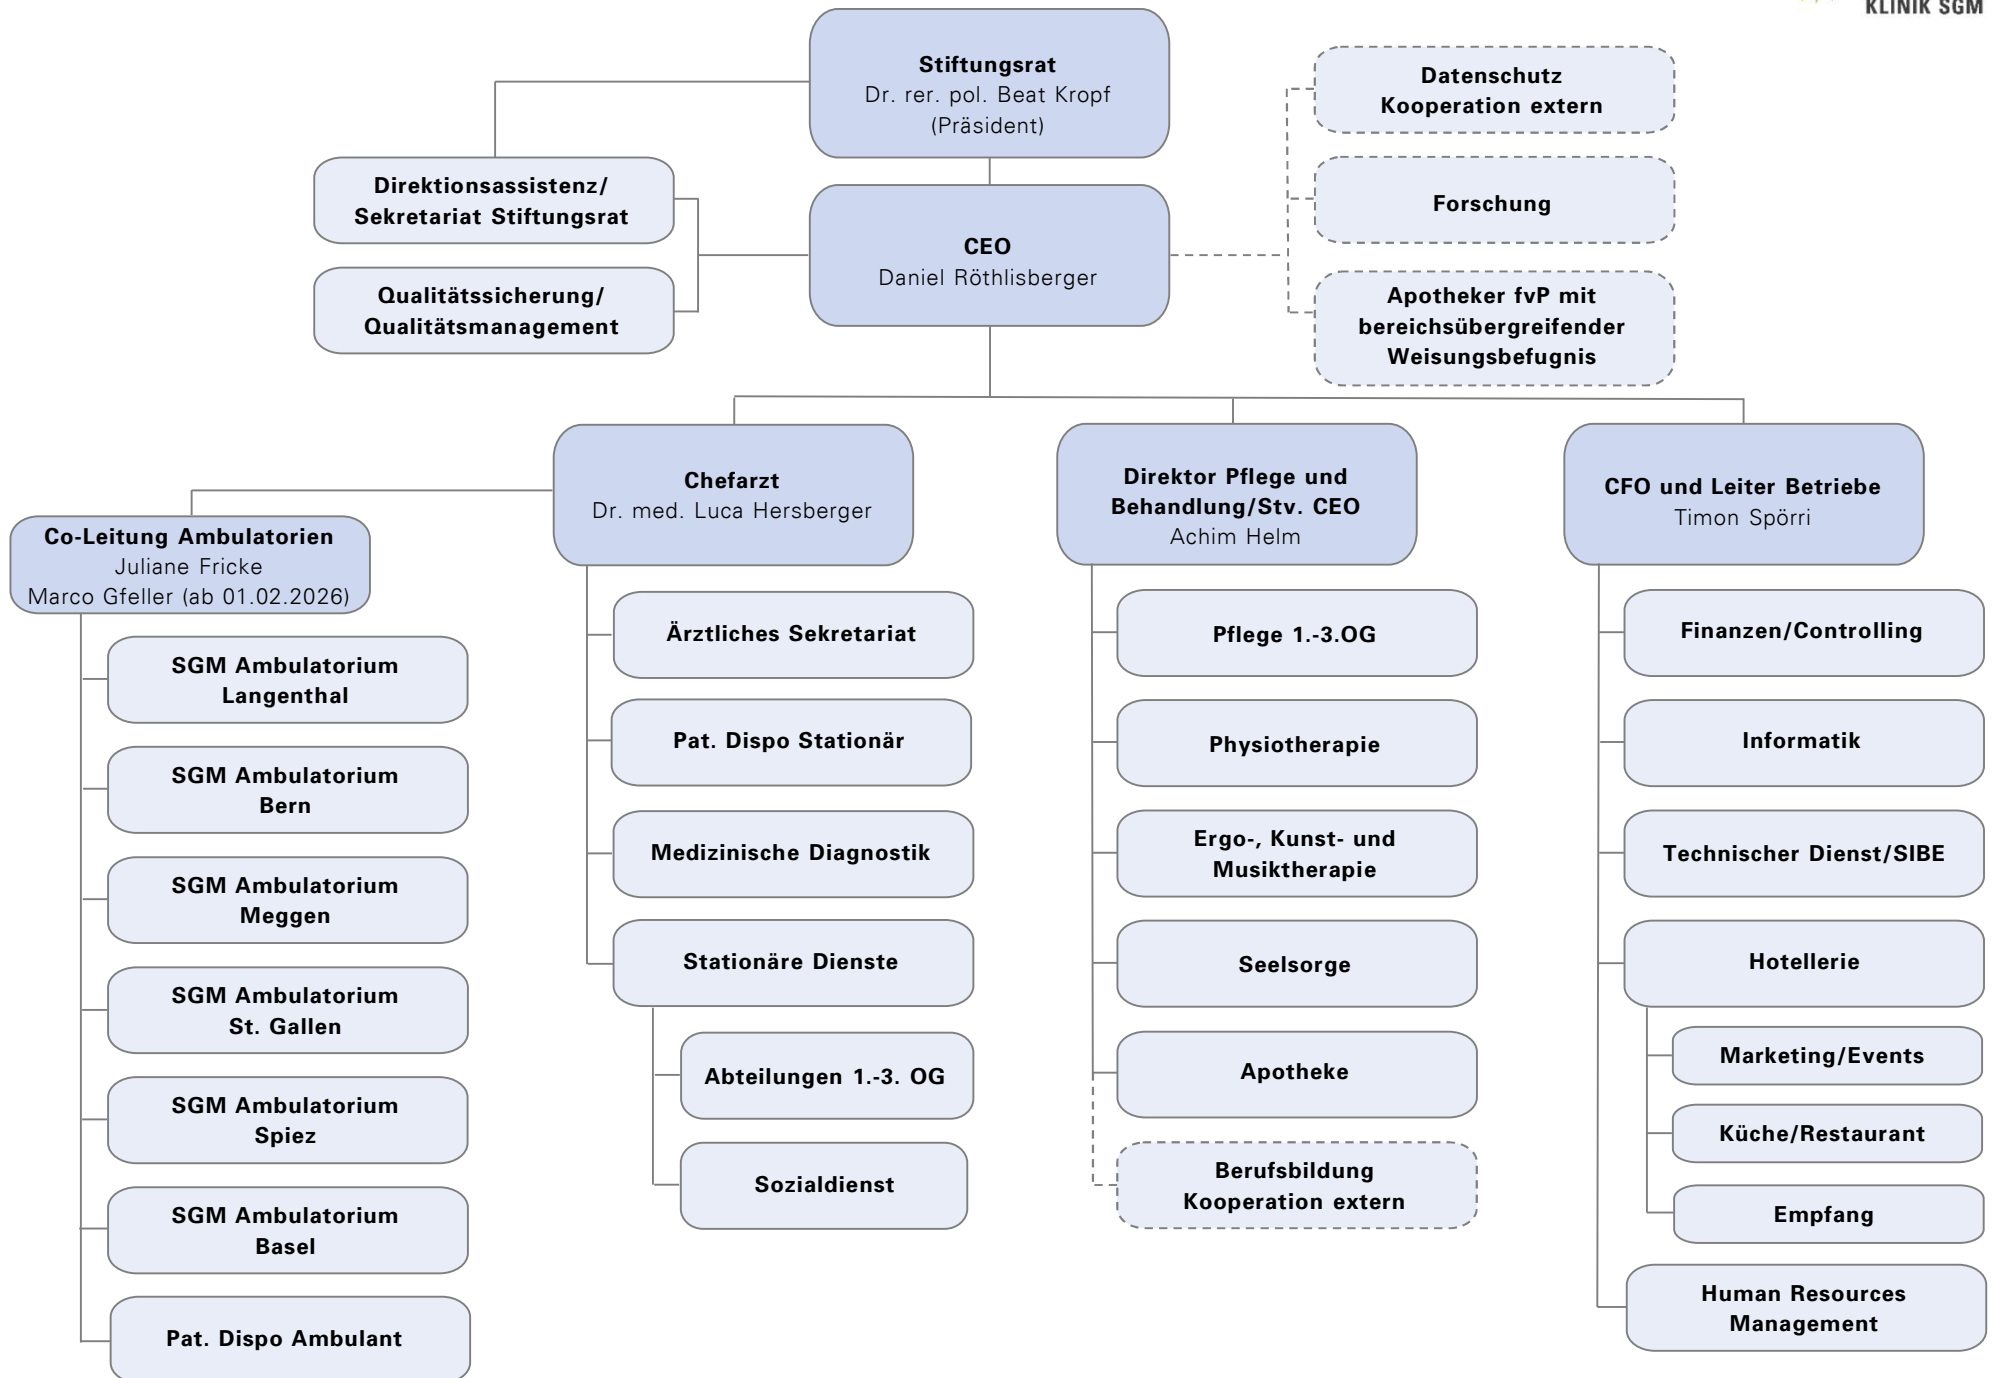 KLINIK SGM
Stiftungsrat
Dr. rer. pol. Beat Kropf
(Präsident)
Datenschutz
Kooperation extern
Direktionsassistenz/
Sekretariat Stiftungsrat
Forschung
CEO
Daniel Röthlisberger
Qualitätssicherung/
Qualitätsmanagement
Apotheker fvP mit
bereichsübergreifender
Weisungsbefugnis
Chefarzt
Dr. med. Luca Hersberger
Direktor Pflege und
Behandlung/Stv. CEO
Achim Helm
CFO und Leiter Betriebe
Timon Spörri
Co-Leitung Ambulatorien
Juliane Fricke
Marco Gfeller (ab 01.02.2026)
SGM Ambulatorium
Langenthal
SGM Ambulatorium
Bern
SGM Ambulatorium
Meggen
SGM Ambulatorium
St. Gallen
SGM Ambulatorium
Spiez
SGM Ambulatorium
Basel
Pat. Dispo Ambulant
Ärztliches Sekretariat
Pat. Dispo Stationär
Medizinische Diagnostik
Stationäre Dienste
Abteilungen 1.-3. OG
Sozialdienst
Pflege 1.-3.OG
Physiotherapie
Ergo-, Kunst- und
Musiktherapie
Seelsorge
Apotheke
Berufsbildung
Kooperation extern
Finanzen/Controlling
Informatik
Technischer Dienst/SIBE
Hotellerie
Marketing/Events
Küche/Restaurant
Empfang
Human Resources
Management